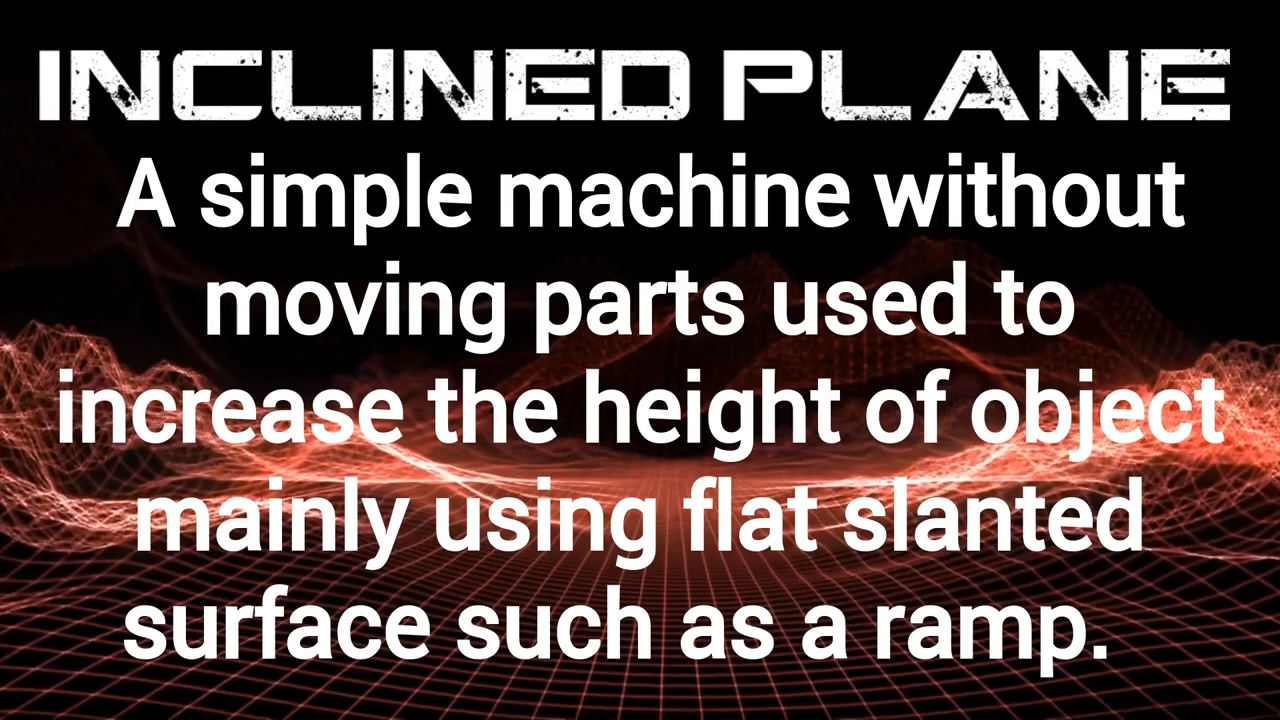 INCLINED PLANE
A simple machine without
moving parts used to
increase the height of object
mainly using flat slanted
surface such as a ramp.